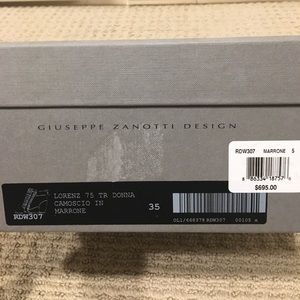 GIUSEPPE ZANOTTI DESIGN
RDW307 MARRONE 5
$695.00
LORENZ 75 TR DONNA
CAMOSCIO IN
MARRONE
35
RDW307